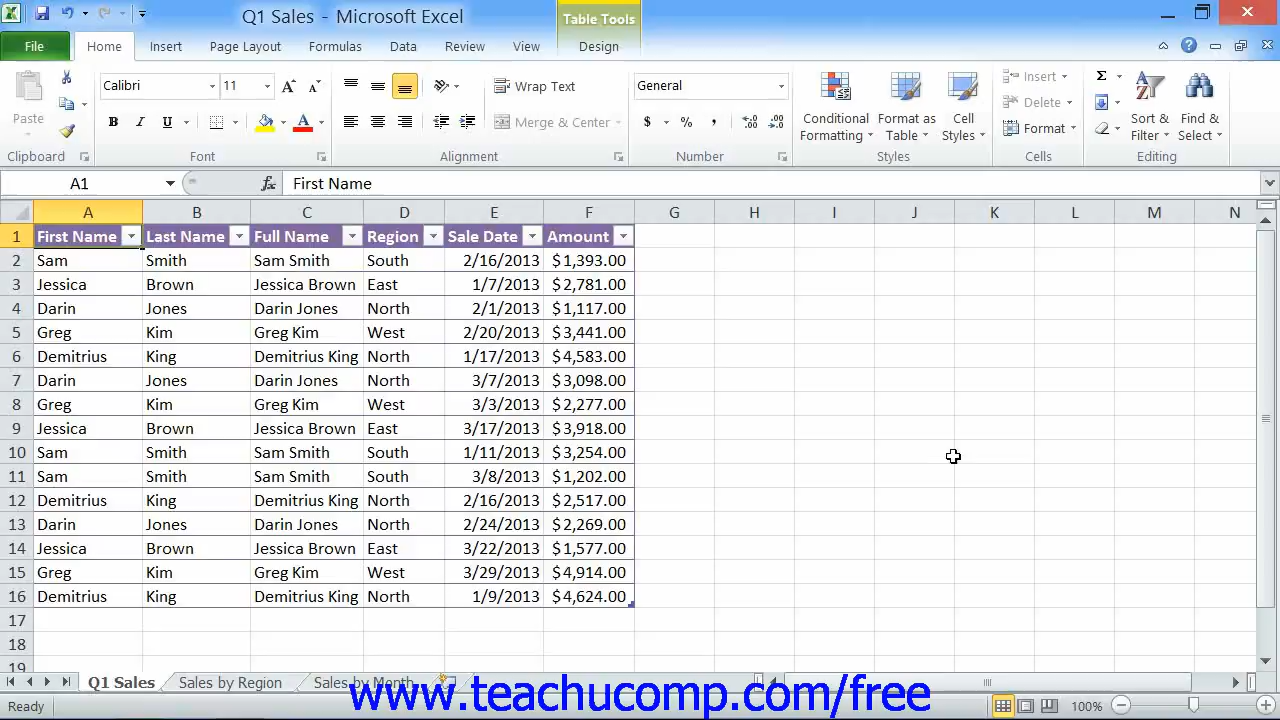 Q1 Sales - Microsoft Excel
Table Tools
File Home Insert Page Layout Formulas Data Review View Design
Paste
Clipboard
Calibri 11
B I U
Font
Wrap Text
Merge & Center
Alignment
General
$ % ,
Number
Conditional Formatting
Format as Table
Cell Styles
Styles
Insert
Delete
Format
Cells
Σ
Sort & Filter
Find & Select
Editing
A1 fx First Name
A B C D E F G H I J K L M N
1 First Name Last Name Full Name Region Sale Date Amount
2 Sam Smith Sam Smith South 2/16/2013 $1,393.00
3 Jessica Brown Jessica Brown East 1/7/2013 $2,781.00
4 Darin Jones Darin Jones North 2/1/2013 $1,117.00
5 Greg Kim Greg Kim West 2/20/2013 $3,441.00
6 Demitrius King Demitrius King North 1/17/2013 $4,583.00
7 Darin Jones Darin Jones North 3/7/2013 $3,098.00
8 Greg Kim Greg Kim West 3/3/2013 $2,277.00
9 Jessica Brown Jessica Brown East 3/17/2013 $3,918.00
10 Sam Smith Sam Smith South 1/11/2013 $3,254.00
11 Sam Smith Sam Smith South 3/8/2013 $1,202.00
12 Demitrius King Demitrius King North 2/16/2013 $2,517.00
13 Darin Jones Darin Jones North 2/24/2013 $2,269.00
14 Jessica Brown Jessica Brown East 3/22/2013 $1,577.00
15 Greg Kim Greg Kim West 3/29/2013 $4,914.00
16 Demitrius King Demitrius King North 1/9/2013 $4,624.00
17
18
19
Q1 Sales Sales by Region Sales by Month
www.teachucomp.com/free
Ready 100%